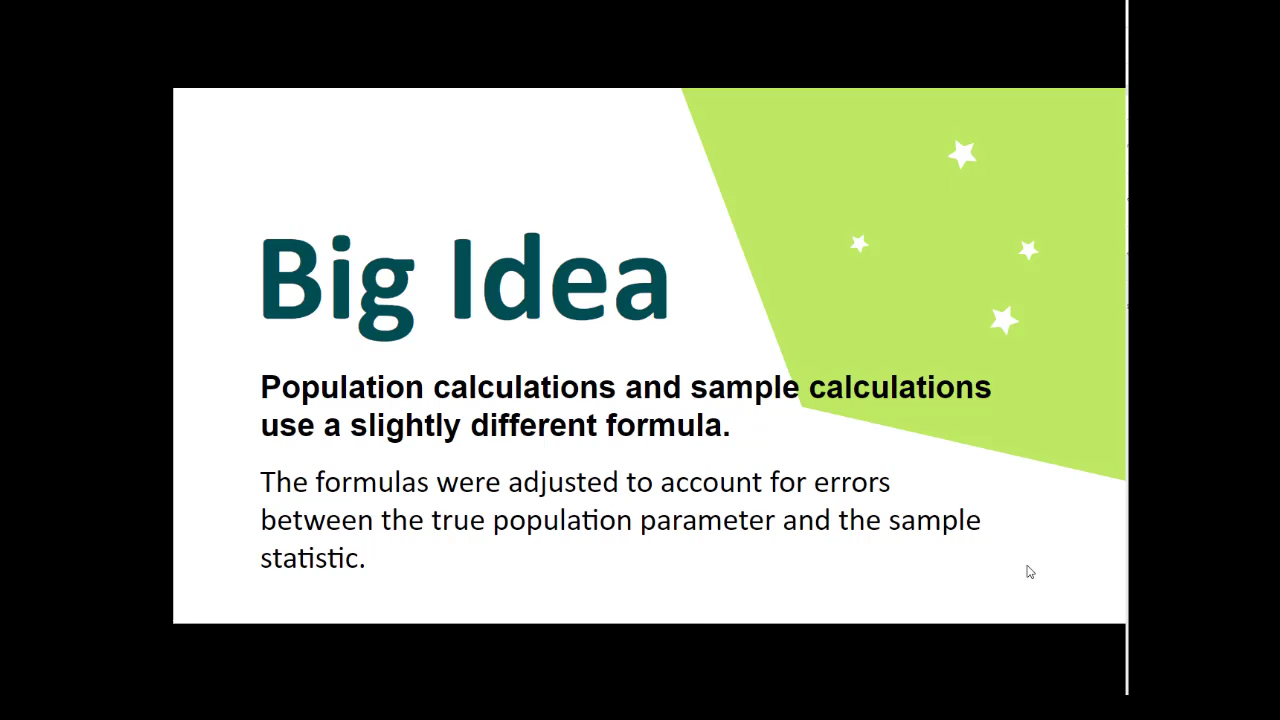 Big Idea
Population calculations and sample calculations
use a slightly different formula.
The formulas were adjusted to account for errors
between the true population parameter and the sample
statistic.